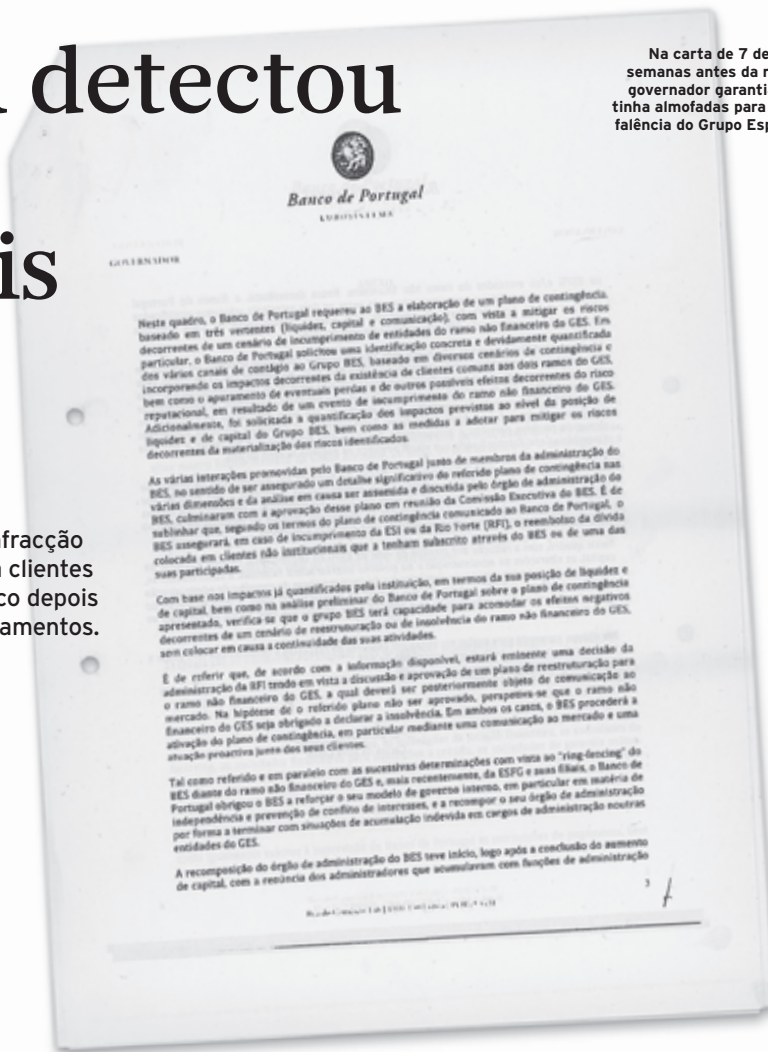 detectou
is
Na carta de 7 de
semanas antes da
governador garanti
tinha almofadas para
falência do Grupo Esp
Banco de Portugal
EUROSISTEMA
GOVERNADOR
Neste quadro, o Banco de Portugal requereu ao BES a elaboração de um plano de contingência,
baseado em três vertentes (liquidez, capital e comunicação), com vista a mitigar os riscos
decorrentes de um cenário de incumprimento de entidades do ramo não financeiro da GES. Em
particular, o Banco de Portugal solicitou uma identificação concreta e devidamente quantificada
dos vários canais de contágio ao Grupo BES, baseado em diversos cenários de contingência e
incorporando os impactos decorrentes da existência de clientes comuns aos dois ramos do GES,
bem como o apuramento de eventuais perdas e de outros possíveis efeitos decorrentes do risco
reputacional, em resultado de um evento de incumprimento do ramo não financeiro do GES.
Adicionalmente, foi solicitada a quantificação dos impactos previstos ao nível da posição de
liquidez e de capital do Grupo BES, bem como as medidas a adotar para mitigar os riscos
decorrentes da materialização dos riscos identificados.
As várias interações promovidas pelo Banco de Portugal junto de membros da administração do
BES, no sentido de ser assegurado um detalhe significativo do referido plano de contingência nas
várias dimensões e da análise em causa ser assumida e discutida pelo órgão de administração do
BES, culminaram com a aprovação desse plano em reunião da Comissão Executiva do BES. É de
sublinhar que, segundo os termos do plano de contingência comunicado ao Banco de Portugal, o
BES assegurará, em caso de incumprimento da ESI ou da Rio Forte (RFI), o reembolso da dívida
colocada em clientes não institucionais que a tenham subscrito através do BES ou de uma das
suas participadas.
nfracção
clientes
co depois
amentos.
Com base nos impactos já quantificados pela instituição, em termos da sua posição de liquidez e
de capital, bem como na análise preliminar do Banco de Portugal sobre o plano de contingência
apresentado, verifica-se que o grupo BES terá capacidade para acomodar os efeitos negativos
decorrentes de um cenário de reestruturação ou de insolvência do ramo não financeiro do GES,
sem colocar em causa a continuidade das suas atividades.
É de referir que, de acordo com a informação disponível, estará eminente uma decisão da
administração da RFI tendo em vista a discussão e aprovação de um plano de reestruturação para
o ramo não financeiro do GES, a qual deverá ser posteriormente objeto de comunicação ao
mercado. Na hipótese de o referido plano não ser aprovado, perspetiva-se que o ramo não
financeiro do GES seja obrigado a declarar a insolvência. Em ambos os casos, o BES procederá a
ativação do plano de contingência, em particular mediante uma comunicação ao mercado e uma
atuação proactiva junto dos seus clientes.
Tal como referido e em paralelo com as sucessivas determinações com vista ao "ring-fencing" do
BES diante do ramo não financeiro do GES e, mais recentemente, da ESFG e suas filiais, o Banco de
Portugal obrigou o BES a reforçar o seu modelo de governo interno, em particular em matéria de
independência e prevenção de conflito de interesses, e a recompor o seu órgão de administração
por forma a terminar com situações de acumulação indevida em cargos de administração noutras
entidades do GES.
A recomposição do órgão de administração do BES teve início, logo após a conclusão do aumento
de capital, com a renúncia dos administradores que acumulavam com funções de administração
3